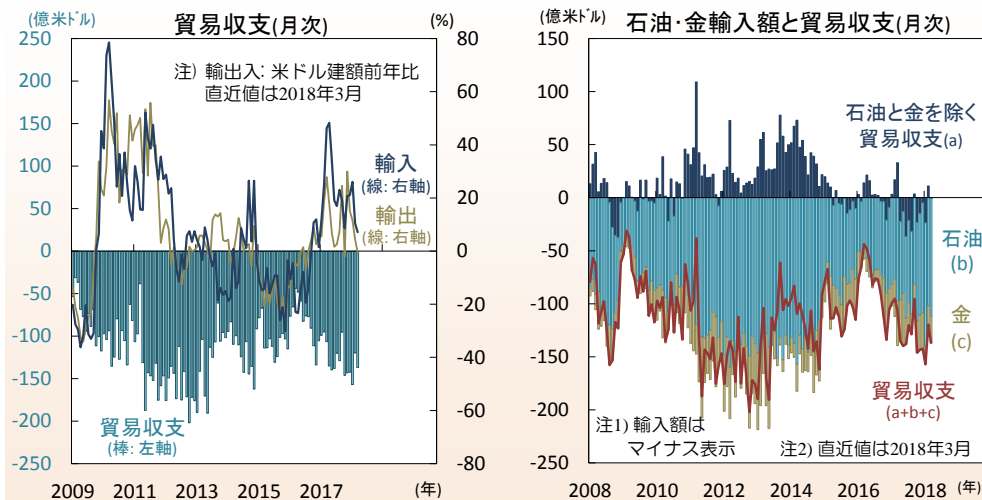 貿易収支(月次)
(億米ドル)
(%)
250
200
150
100
50
0
-50
-100
-150
-200
-250
80
60
40
20
0
-20
-40
-60
-80
注) 輸出入: 米ドル建額前年比
直近値は2018年3月
輸入
(線: 右軸)
輸出
(線: 右軸)
貿易収支
(棒: 左軸)
2009 2011 2013 2015 2017 (年)
石油・金輸入額と貿易収支(月次)
(億米ドル)
150
100
50
0
-50
-100
-150
-200
250
石油と金を除く
貿易収支(a)
石油
(b)
金
(c)
貿易収支
(a+b+c)
注1) 輸入額は
マイナス表示
注2) 直近値は2018年3月
2008 2010 2012 2014 2016 2018 (年)